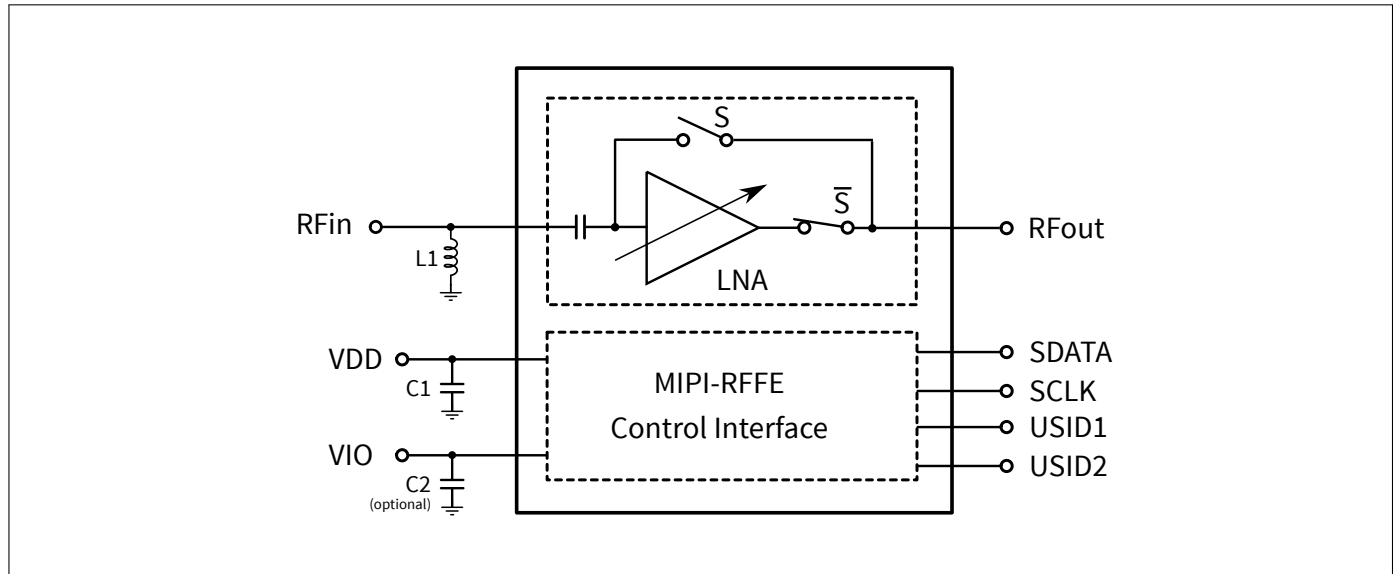 S
S̅
RFin
RFout
L1
LNA
VDD
C1
MIPI-RFFE
Control Interface
SDATA
SCLK
USID1
USID2
VIO
C2
(optional)